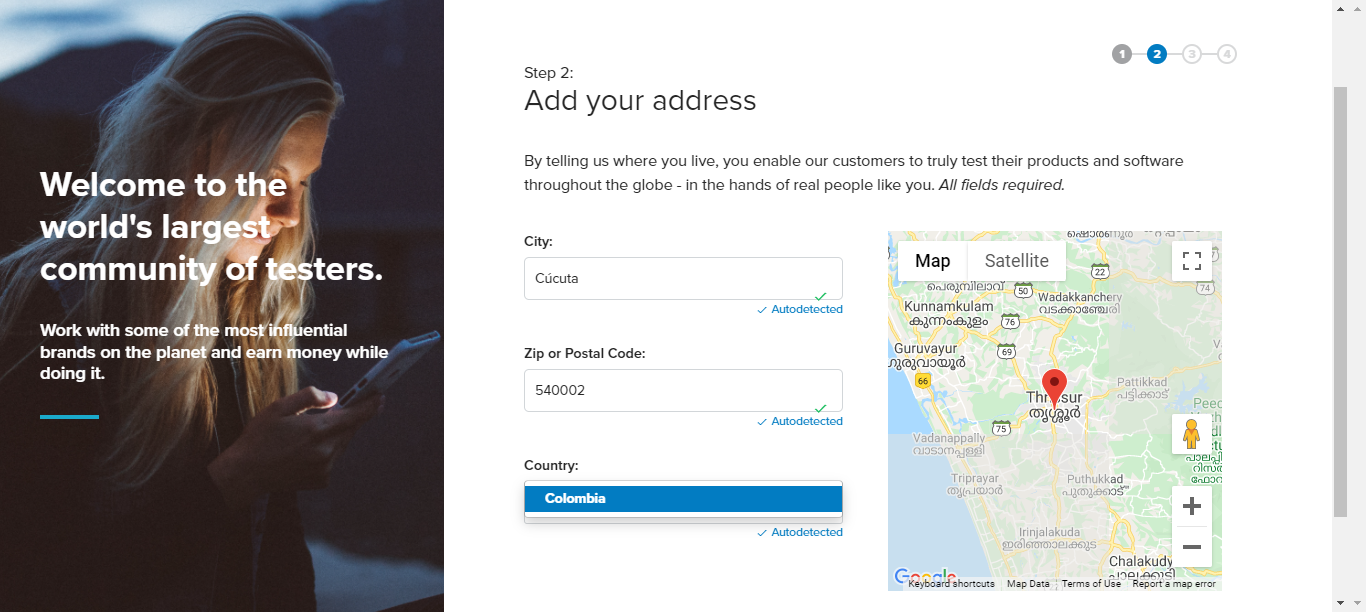 Welcome to the
world's largest
community of testers.
Work with some of the most influential
brands on the planet and earn money while
doing it.
1 2 3 4
Step 2:
Add your address
By telling us where you live, you enable our customers to truly test their products and software
throughout the globe - in the hands of real people like you. All fields required.
City:
Cúcuta
Autodetected
Zip or Postal Code:
540002
Autodetected
Country:
Colombia
Autodetected
Map Satellite
22
74
പെരുമ്പിലാവ്
50
Wadakkanchery
വടക്കാഞ്ചേരി
Kunnamkulam
കുന്നംകുളം
76
69
Guruvayur
ഗുരുവായൂർ
66
Pattikkad
പട്ടിക്കാട്
Thrissur
തൃശ്ശൂർ
75
Vadanappally
വാടാനപ്പള്ളി
Triprayar
തൃപ്രയാർ
Puthukkad
പുതുക്കാട്
Irinjalakuda
ഇരിഞ്ഞാലക്കുട
Chalakudy
ചാലക്കുടി
Google
Keyboard shortcuts Map Data Terms of Use Report a map error